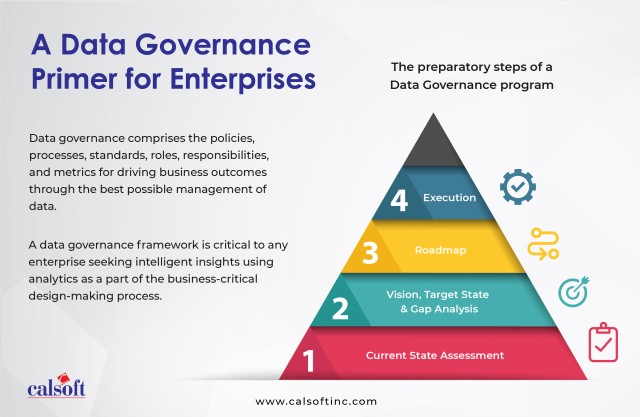 A Data Governance
Primer for Enterprises
The preparatory steps of a
Data Governance program
Data governance comprises the policies,
processes, standards, roles, responsibilities,
and metrics for driving business outcomes
through the best possible management of
data.
A data governance framework is critical to any
enterprise seeking intelligent insights using
analytics as a part of the business-critical
design-making process.
4 Execution
3 Roadmap
2 Vision, Target State
& Gap Analysis
1 Current State Assessment
calsoft
www.calsoftinc.com